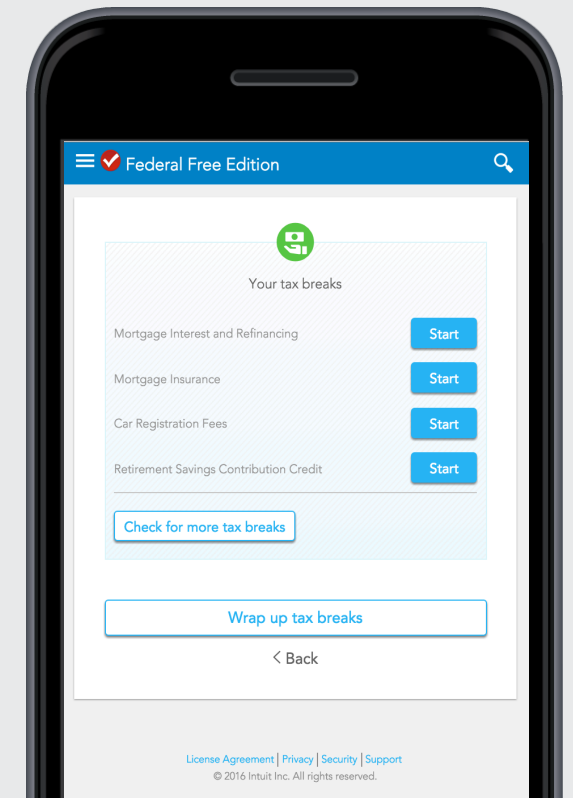 Federal Free Edition
Your tax breaks
Mortgage Interest and Refinancing Start
Mortgage Insurance Start
Car Registration Fees Start
Retirement Savings Contribution Credit Start
Check for more tax breaks
Wrap up tax breaks
< Back
License Agreement | Privacy | Security | Support
© 2016 Intuit Inc. All rights reserved.